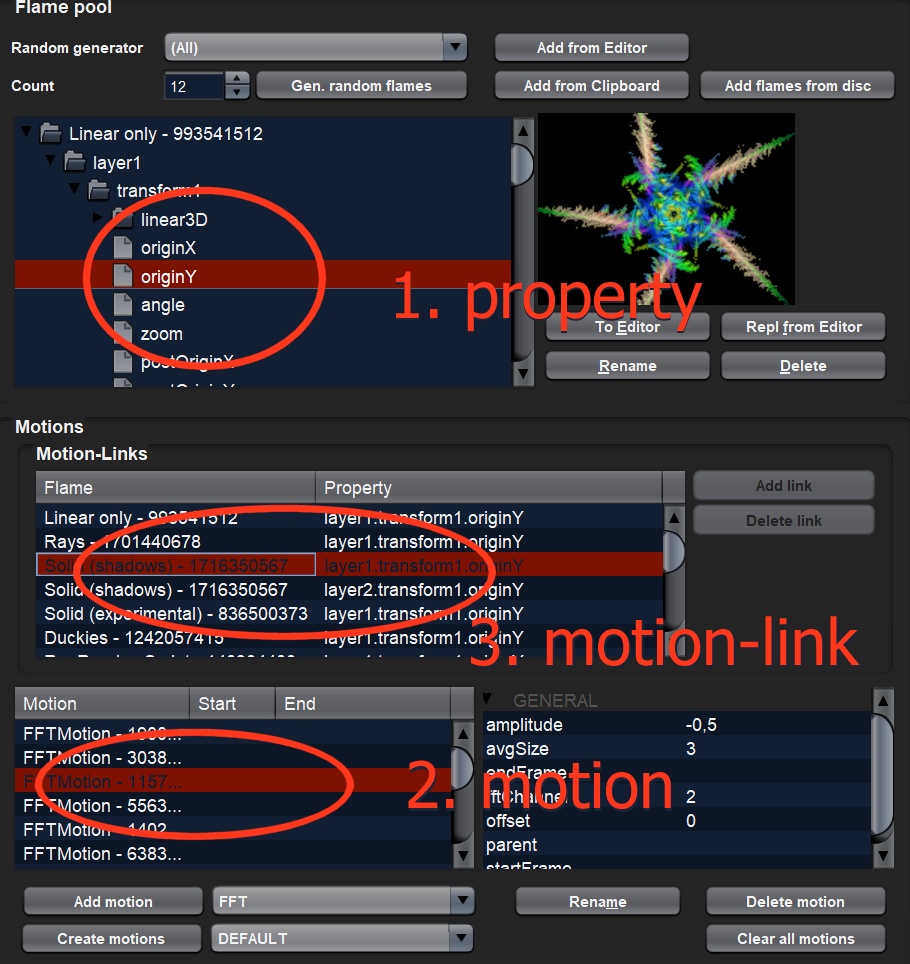 Flame pool
Random generator (All) Add from Editor
Count 12 Gen. random flames Add from Clipboard Add flames from disc
Linear only - 993541512
layer1
transform1
linear3D
originX
originY
angle
zoom
postOriginX
1. property
To Editor Repl from Editor
Rename Delete
Motions
Motion-Links
Flame Property
Add link
Delete link
Linear only - 993541512 layer1.transform1.originY
Rays - 1701440678 layer1.transform1.originY
Solid (shadows) - 1716350567 layer1.transform1.originY
Solid (shadows) - 1716350567 layer2.transform1.originY
Solid (experimental) - 836500373 layer1.transform1.originY
Duckies - 1242057415 layer1.transform1.originY
3. motion-link
Motion Start End
FFTMotion - 1900...
FFTMotion - 3038...
FFTMotion - 1157...
FFTMotion - 5563...
FFTMotion - 1402...
FFTMotion - 6383...
2. motion
GENERAL
amplitude -0,5
avgSize 3
endFrame
fftChannel 2
offset 0
parent
startFrame
Add motion FFT Rename Delete motion
Create motions DEFAULT Clear all motions